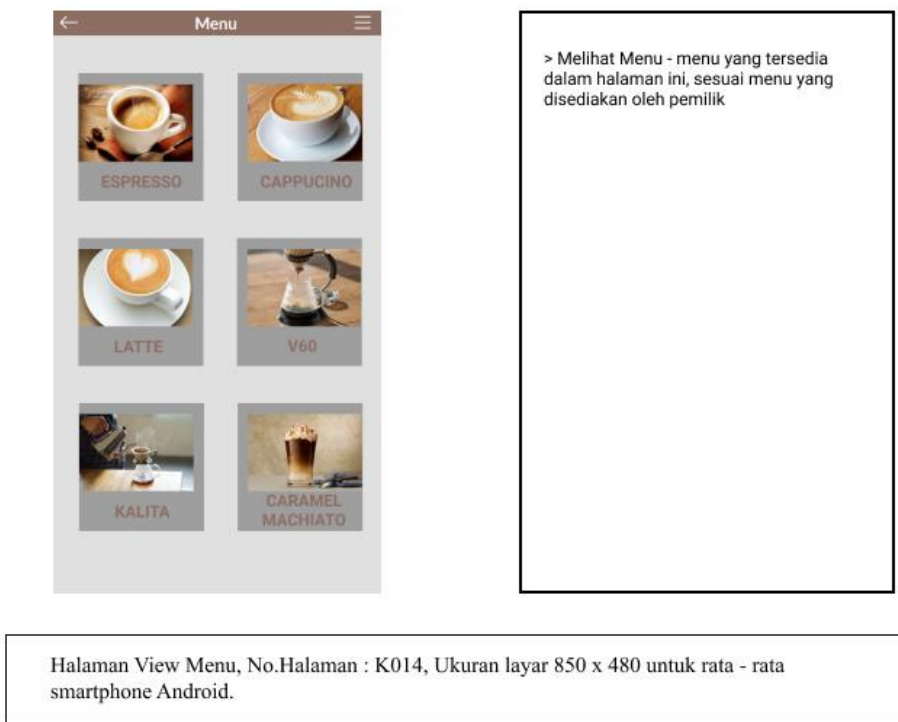 Menu
ESPRESSO
CAPPUCINO
LATTE
V60
KALITA
CARAMEL
MACHIATO
> Melihat Menu - menu yang tersedia
dalam halaman ini, sesuai menu yang
disediakan oleh pemilik
Halaman View Menu, No.Halaman : K014, Ukuran layar 850 x 480 untuk rata - rata
smartphone Android.